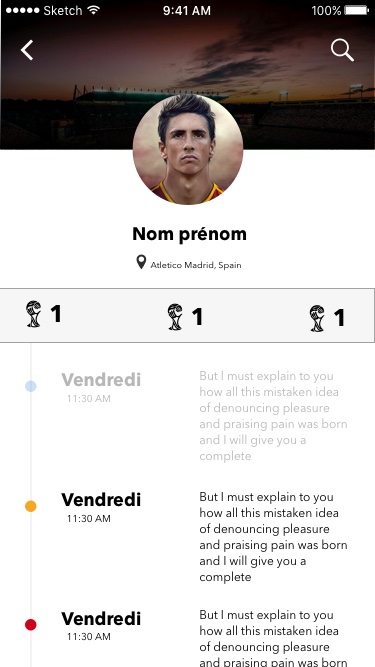 Sketch 9:41 AM 100%
Nom prénom
Atletico Madrid, Spain
1 1 1
Vendredi
11:30 AM
But I must explain to you
how all this mistaken idea
of denouncing pleasure
and praising pain was born
and I will give you a
complete
Vendredi
11:30 AM
But I must explain to you
how all this mistaken idea
of denouncing pleasure
and praising pain was born
and I will give you a
complete
Vendredi
11:30 AM
But I must explain to you
how all this mistaken idea
of denouncing pleasure
and praising pain was born